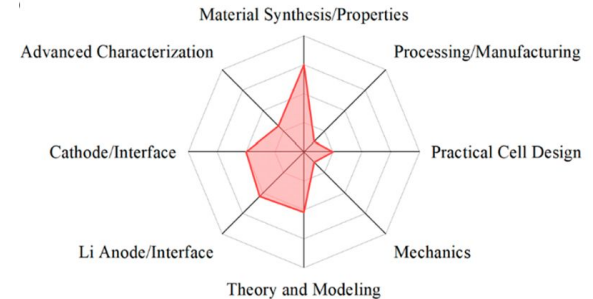 Material Synthesis/Properties
Advanced Characterization
Processing/Manufacturing
Cathode/Interface
Practical Cell Design
Li Anode/Interface
Mechanics
Theory and Modeling